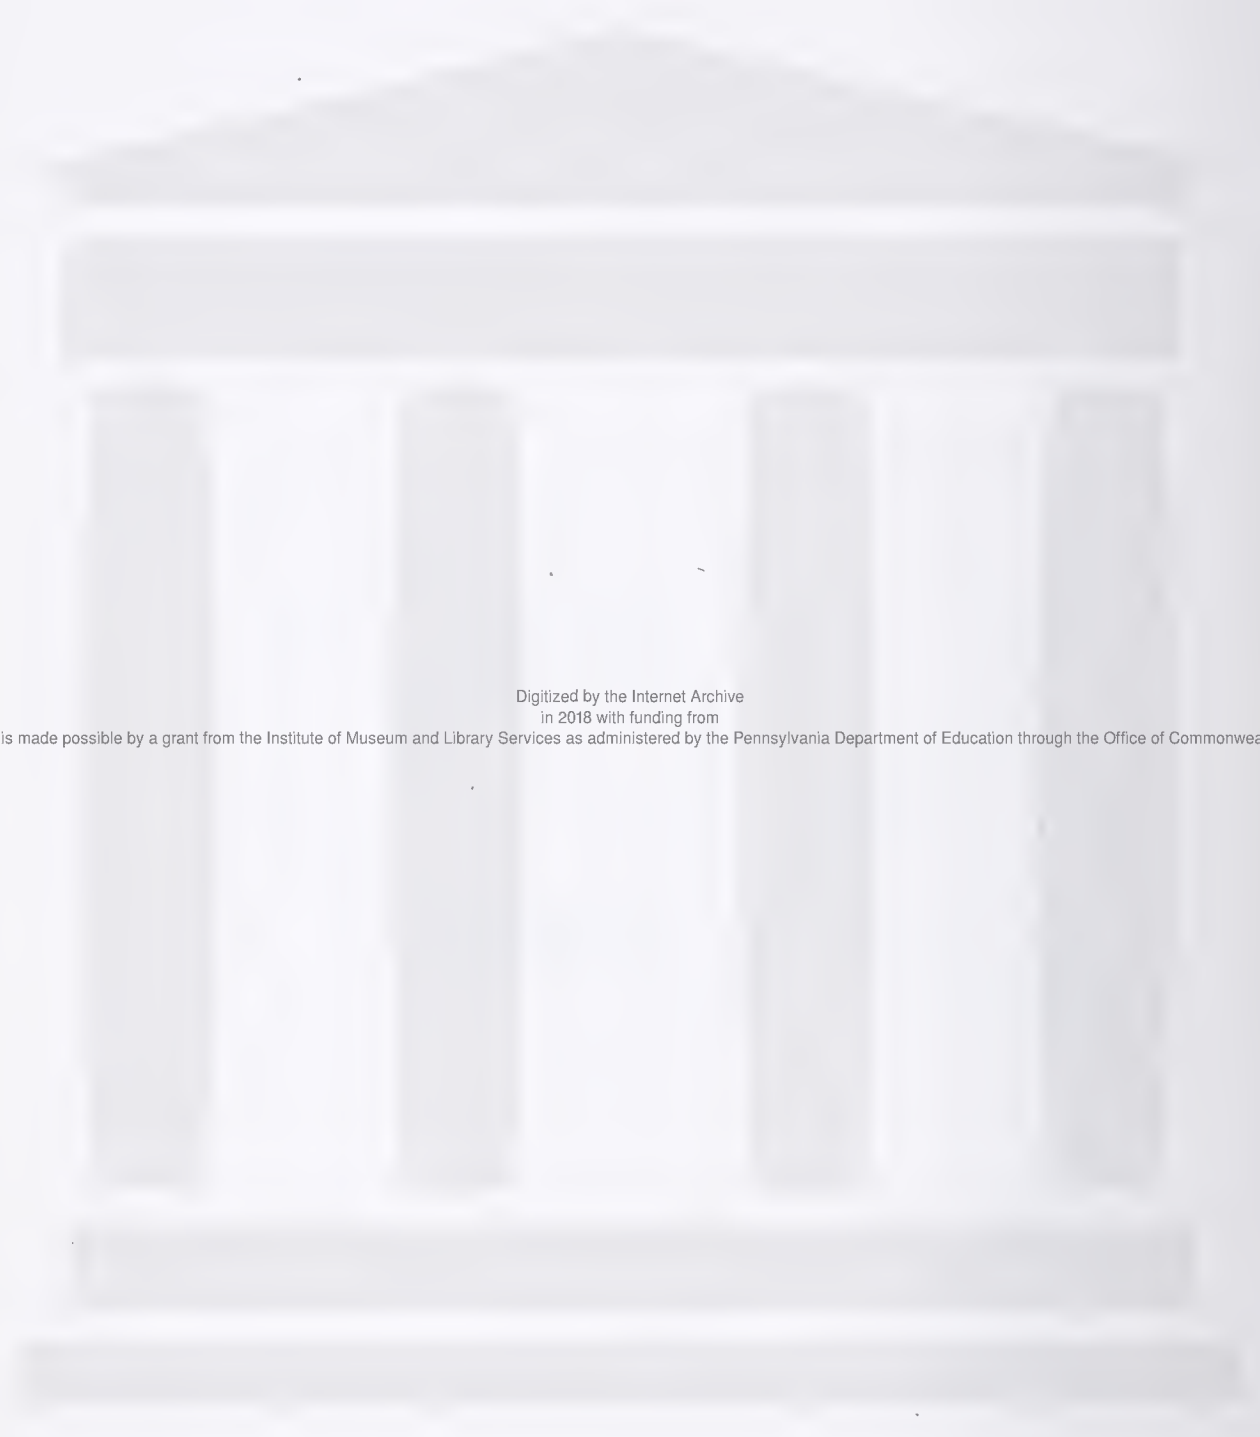 Digitized by the Internet Archive
in 2018 with funding from
is made possible by a grant from the Institute of Museum and Library Services as administered by the Pennsylvania Department of Education through the Office of